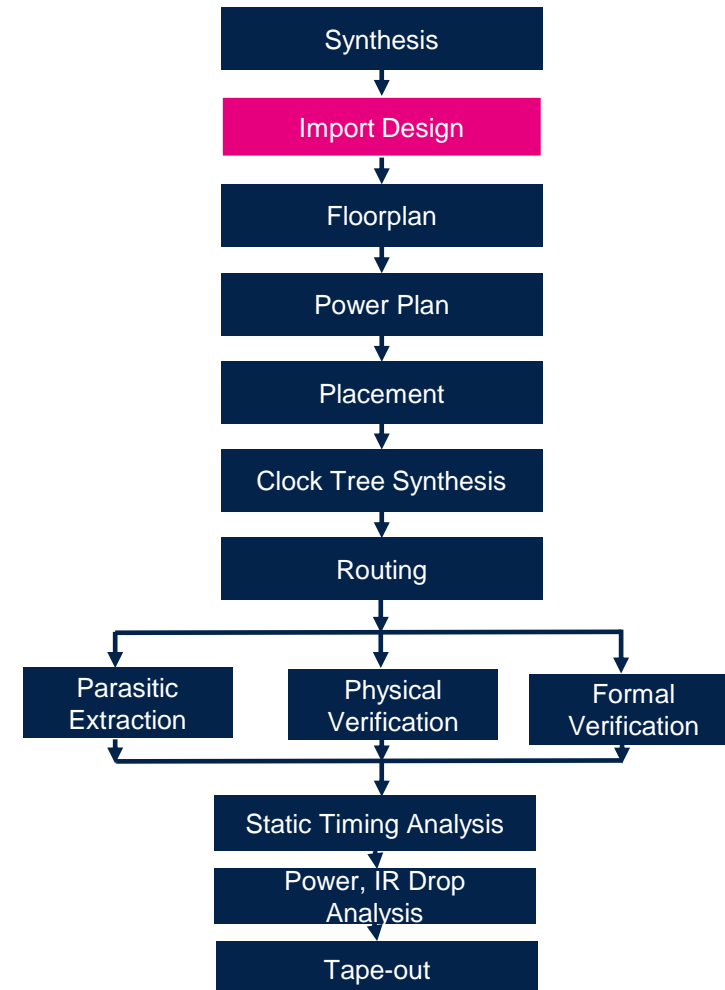 Synthesis
Import Design
Floorplan
Power Plan
Placement
Clock Tree Synthesis
Routing
Parasitic
Extraction
Physical
Verification
Formal
Verification
Static Timing Analysis
Power, IR Drop
Analysis
Tape-out